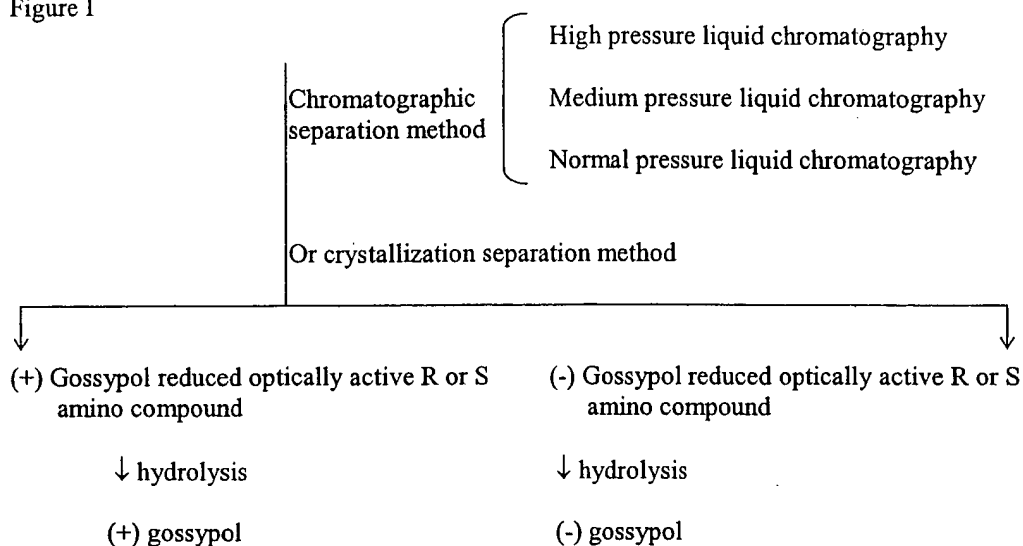 Figure 1
High pressure liquid chromatography
Chromatographic
separation method
Medium pressure liquid chromatography
Normal pressure liquid chromatography
Or crystallization separation method
(+) Gossypol reduced optically active R or S
amino compound
(-) Gossypol reduced optically active R or S
amino compound
↓ hydrolysis
↓ hydrolysis
(+) gossypol
(-) gossypol